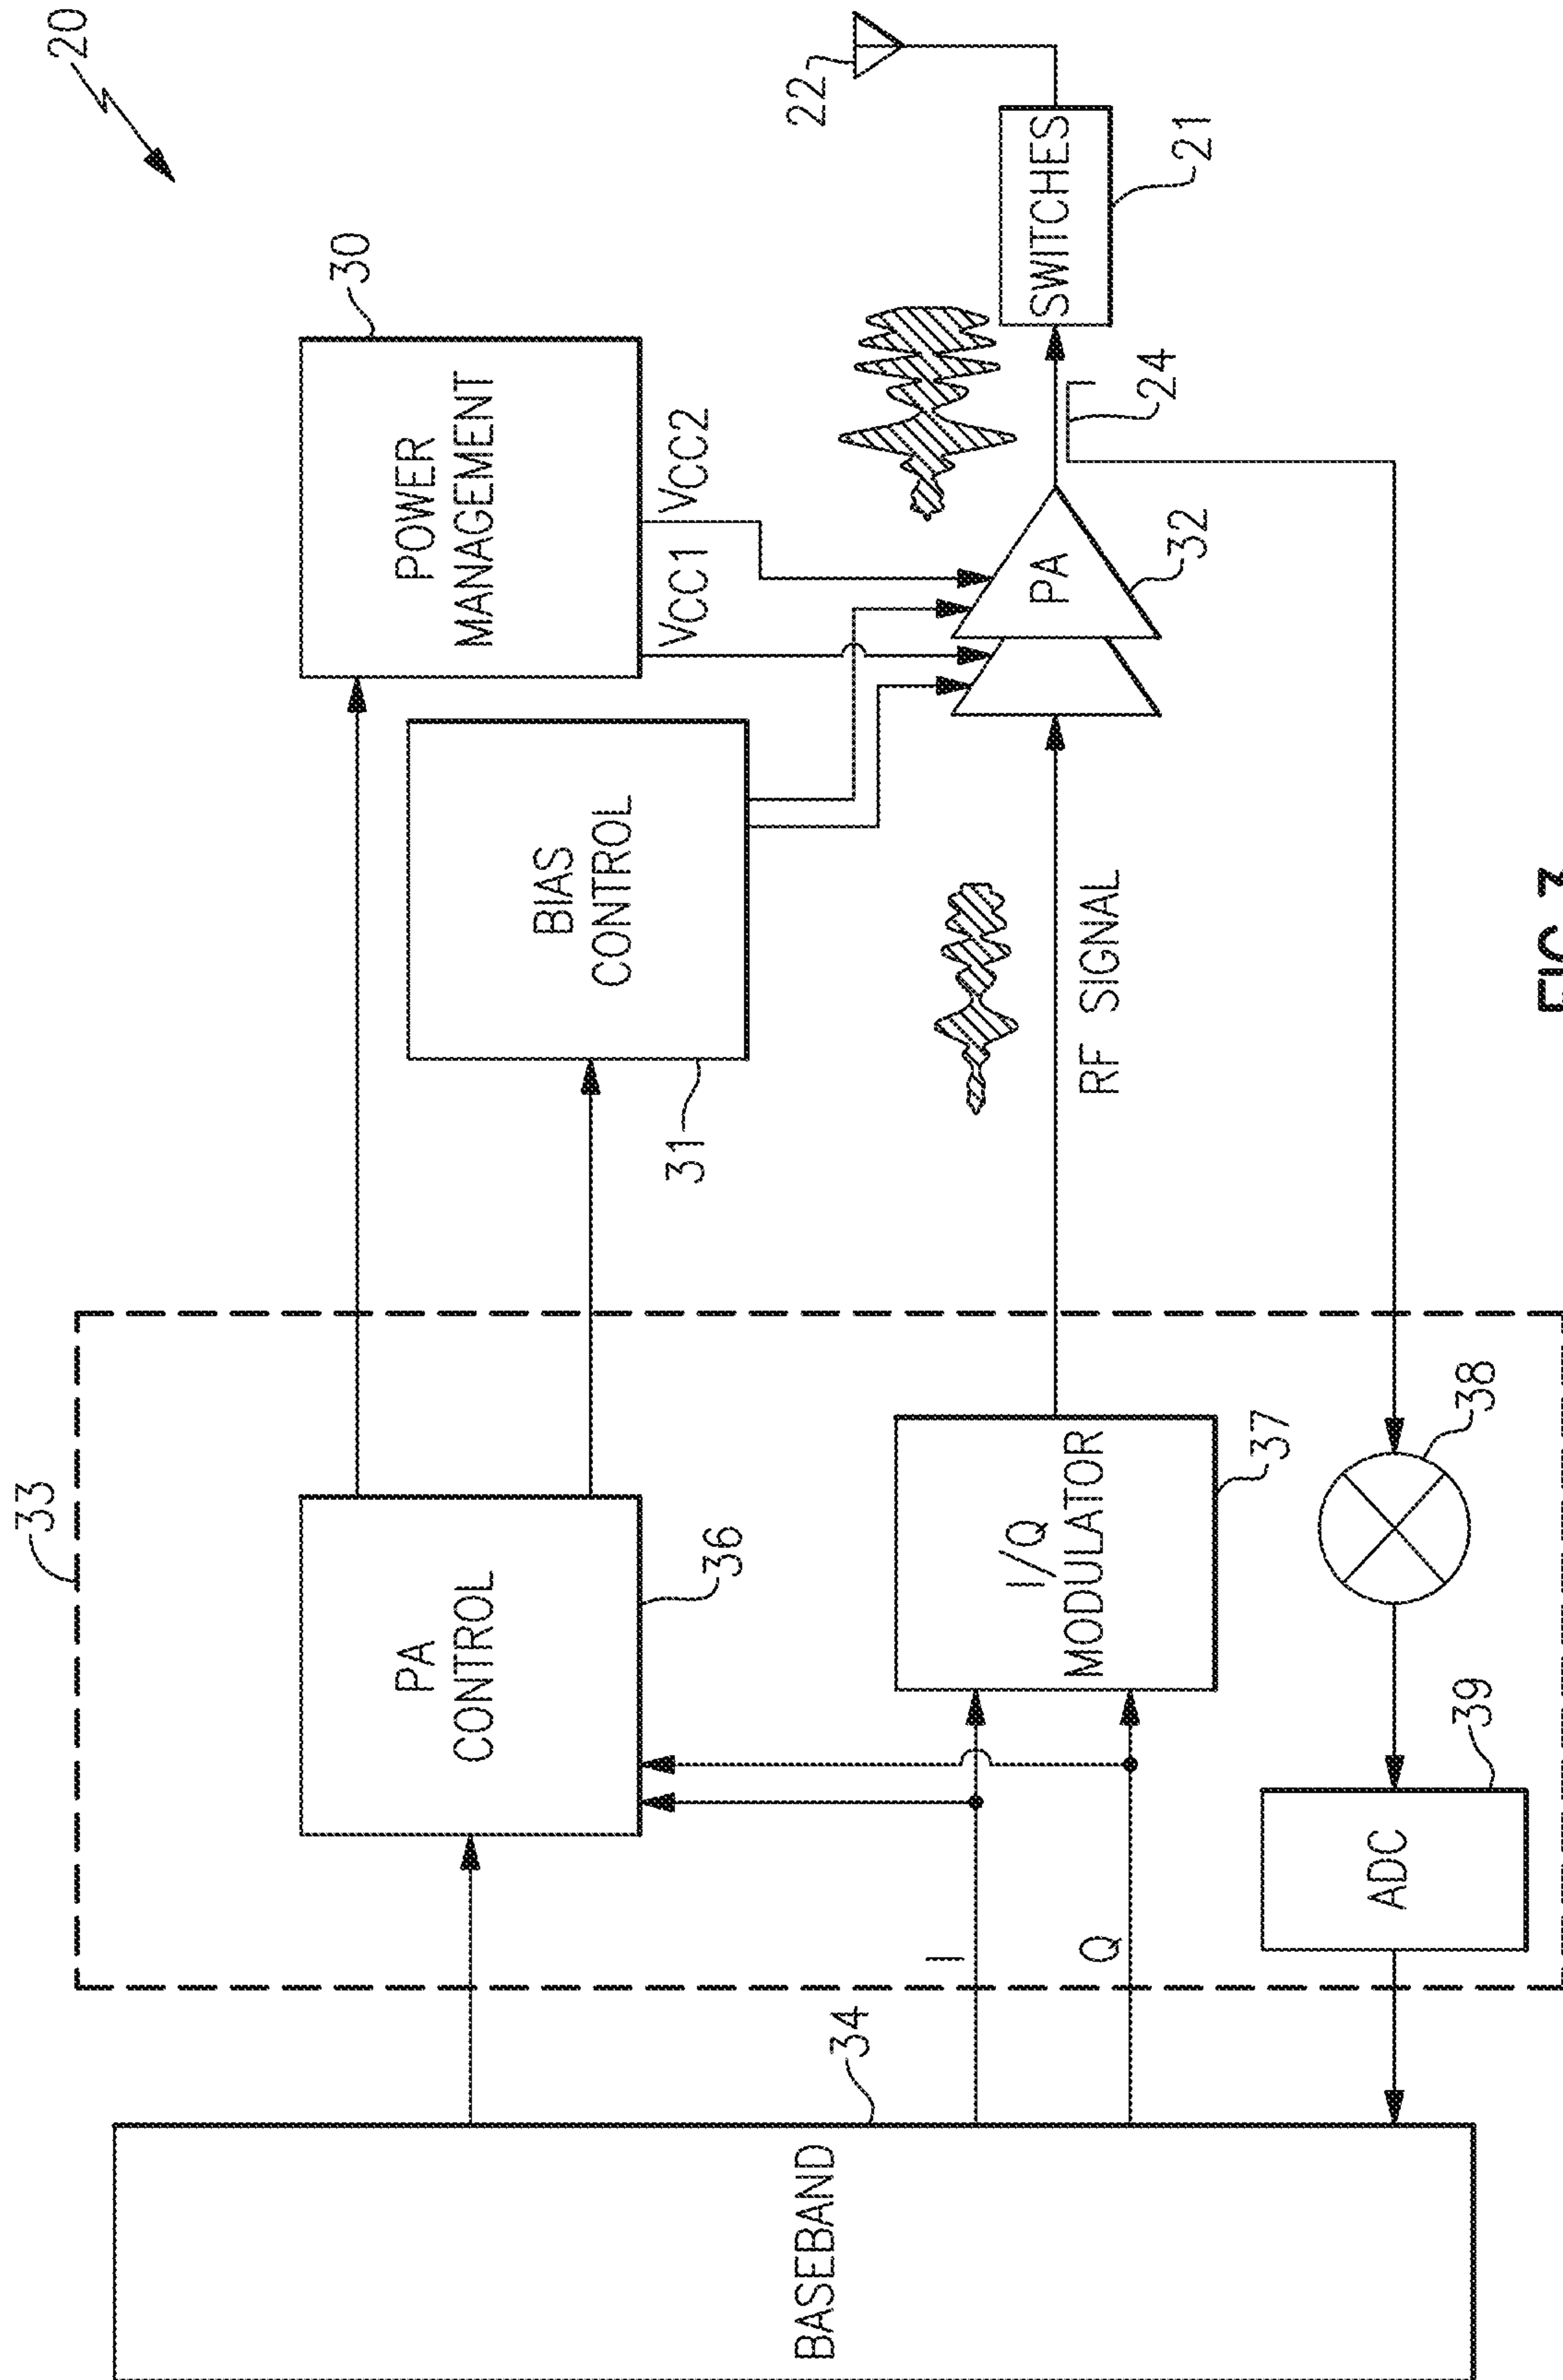 20
33
POWER
MANAGEMENT
30
PA
CONTROL
36
BIAS
CONTROL
31
VCC1
VCC2
BASEBAND
34
I
Q
I/Q
MODULATOR
37
RF SIGNAL
PA
32
SWITCHES
21
22
24
38
ADC
39